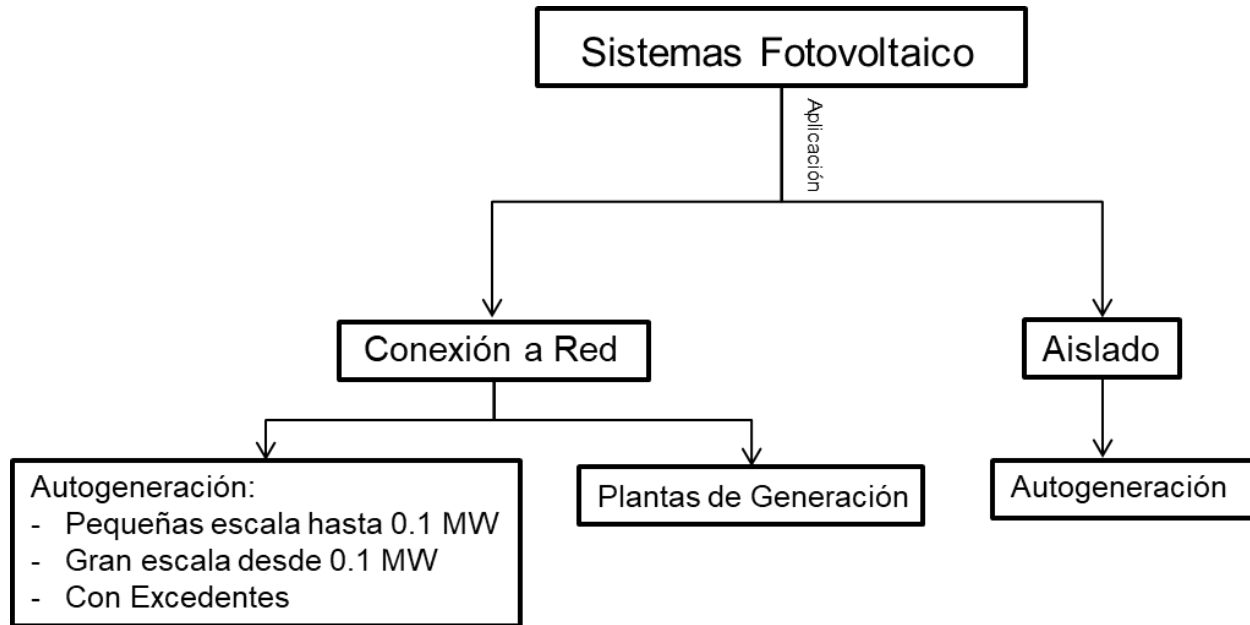 Sistemas Fotovoltaico
Aplicación
Conexión a Red
Aislado
Autogeneración:
- Pequeñas escala hasta 0.1 MW
- Gran escala desde 0.1 MW
- Con Excedentes
Plantas de Generación
Autogeneración